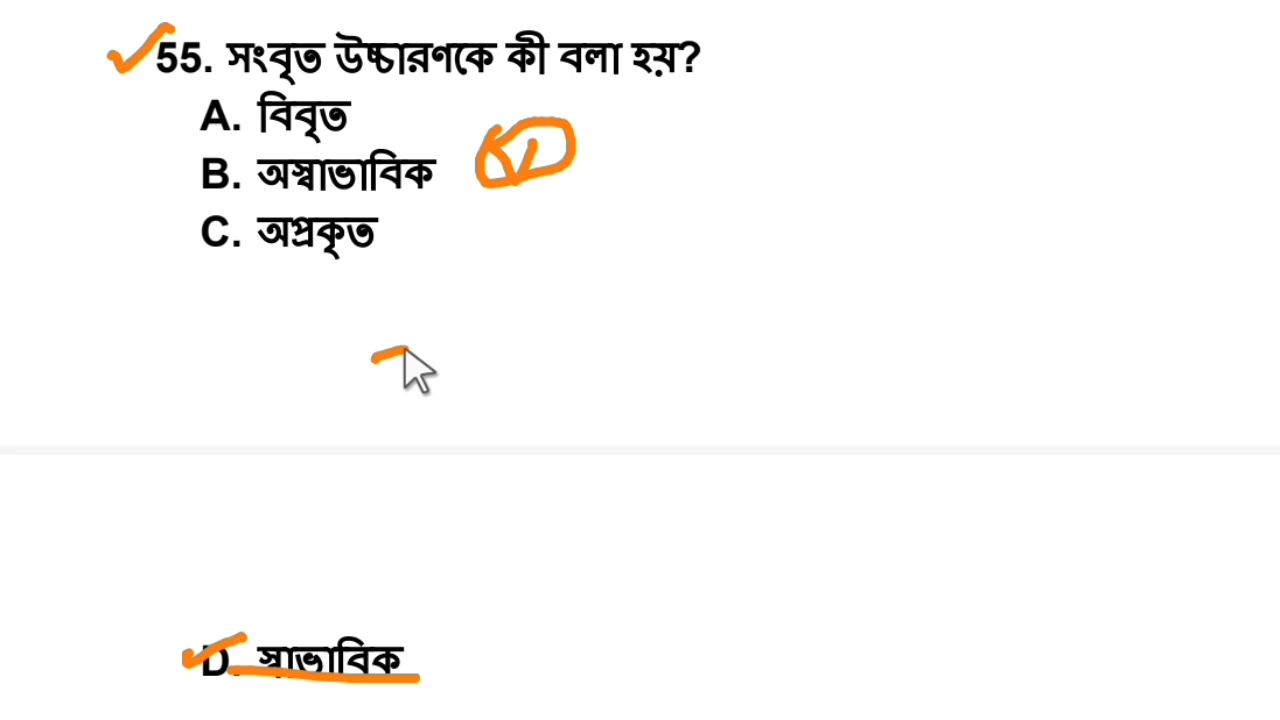 55. সংবৃত উচ্চারণকে কী বলা হয়?
A. বিবৃত
B. অস্বাভাবিক
C. অপ্রকৃত
D. স্বাভাবিক